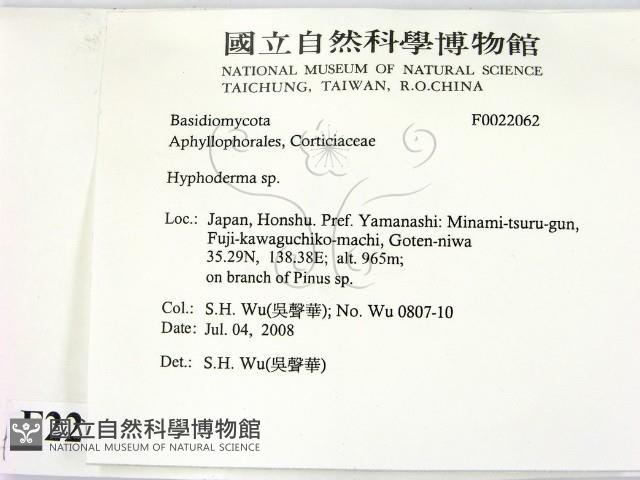 國立自然科學博物館
NATIONAL MUSEUM OF NATURAL SCIENCE
TAICHUNG, TAIWAN, R.O.CHINA
Basidiomycota F0022062
Aphyllophorales, Corticiaceae
Hyphoderma sp.
Loc.: Japan, Honshu. Pref. Yamanashi: Minami-tsuru-gun,
Fuji-kawaguchiko-machi, Goten-niwa
35.29N, 138.38E; alt. 965m;
on branch of Pinus sp.
Col.: S.H. Wu(吳聲華); No. Wu 0807-10
Date: Jul. 04, 2008
Det.: S.H. Wu(吳聲華)
國立自然科學博物館
NATIONAL MUSEUM OF NATURAL SCIENCE